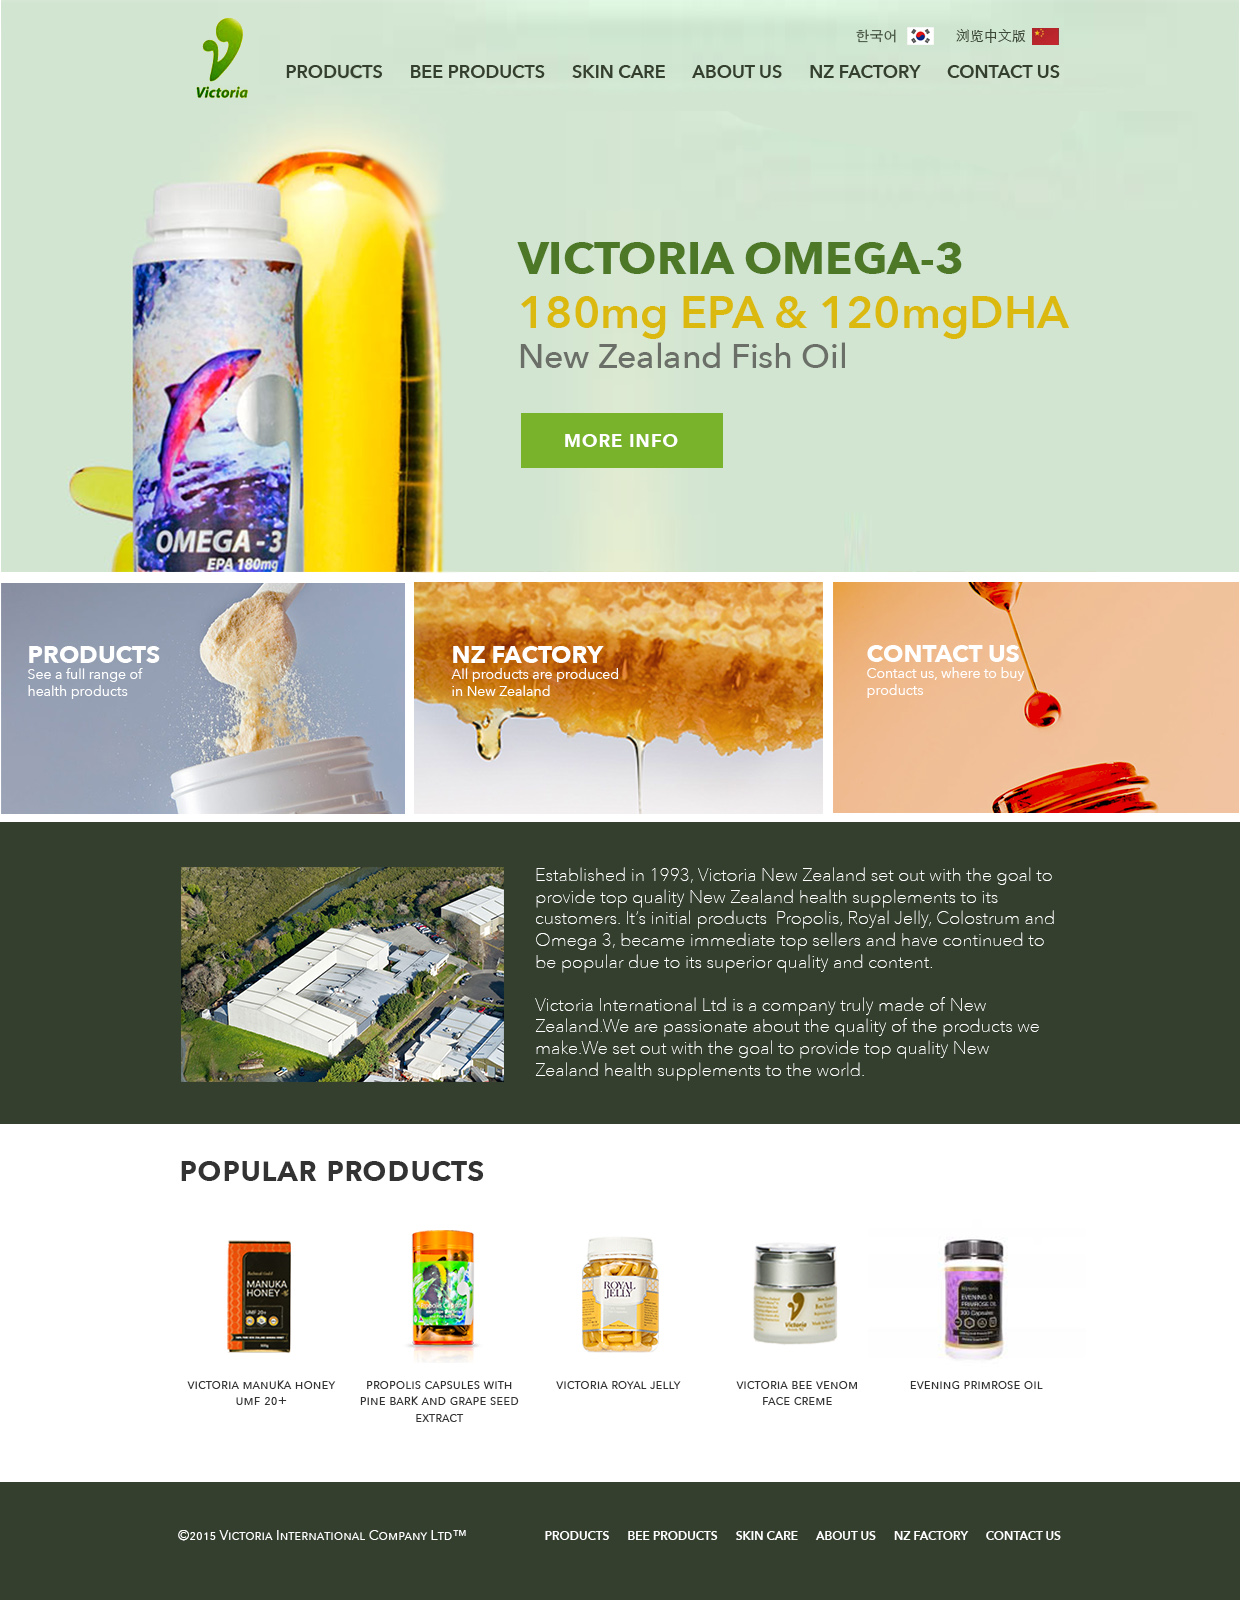 한국어
浏览中文版
Victoria
PRODUCTS
BEE PRODUCTS
SKIN CARE
ABOUT US
NZ FACTORY
CONTACT US
VICTORIA OMEGA-3
180mg EPA & 120mgDHA
New Zealand Fish Oil
MORE INFO
OMEGA - 3
EPA 180mg
PRODUCTS
See a full range of
health products
NZ FACTORY
All products are produced
in New Zealand
CONTACT US
Contact us, where to buy
products
Established in 1993, Victoria New Zealand set out with the goal to
provide top quality New Zealand health supplements to its
customers. It's initial products  Propolis, Royal Jelly, Colostrum and
Omega 3, became immediate top sellers and have continued to
be popular due to its superior quality and content.
Victoria International Ltd is a company truly made of New
Zealand.We are passionate about the quality of the products we
make.We set out with the goal to provide top quality New
Zealand health supplements to the world.
POPULAR PRODUCTS
MANUKA
HONEY
UMF 20+
ROYAL
JELLY
Victoria
EVENING
PRIMROSE OIL
300 Capsules
VICTORIA MANUKA HONEY
UMF 20+
PROPOLIS CAPSULES WITH
PINE BARK AND GRAPE SEED
EXTRACT
VICTORIA ROYAL JELLY
VICTORIA BEE VENOM
FACE CREME
EVENING PRIMROSE OIL
©2015 VICTORIA INTERNATIONAL COMPANY LTD™
PRODUCTS
BEE PRODUCTS
SKIN CARE
ABOUT US
NZ FACTORY
CONTACT US